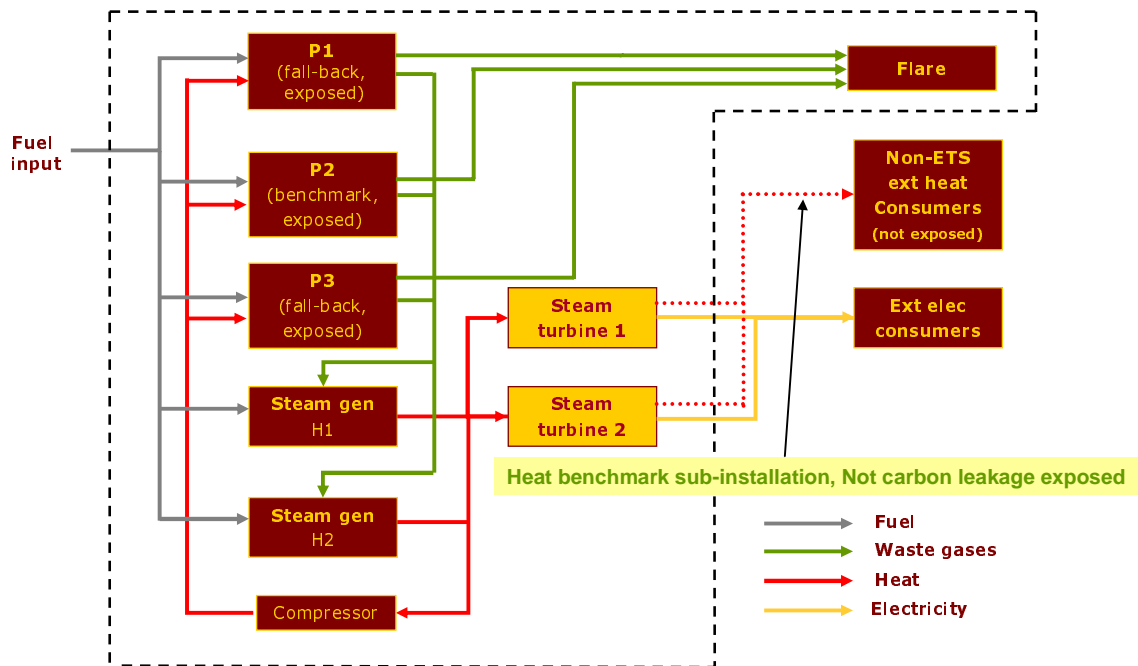 P1
(fall-back,
exposed)
Flare
Fuel
input
P2
(benchmark,
exposed)
Non-ETS
ext heat
Consumers
(not exposed)
P3
(fall-back,
exposed)
Steam
turbine 1
Ext elec
consumers
Steam gen
H1
Steam
turbine 2
Heat benchmark sub-installation, Not carbon leakage exposed
Steam gen
H2
Fuel
Waste gases
Heat
Electricity
Compressor